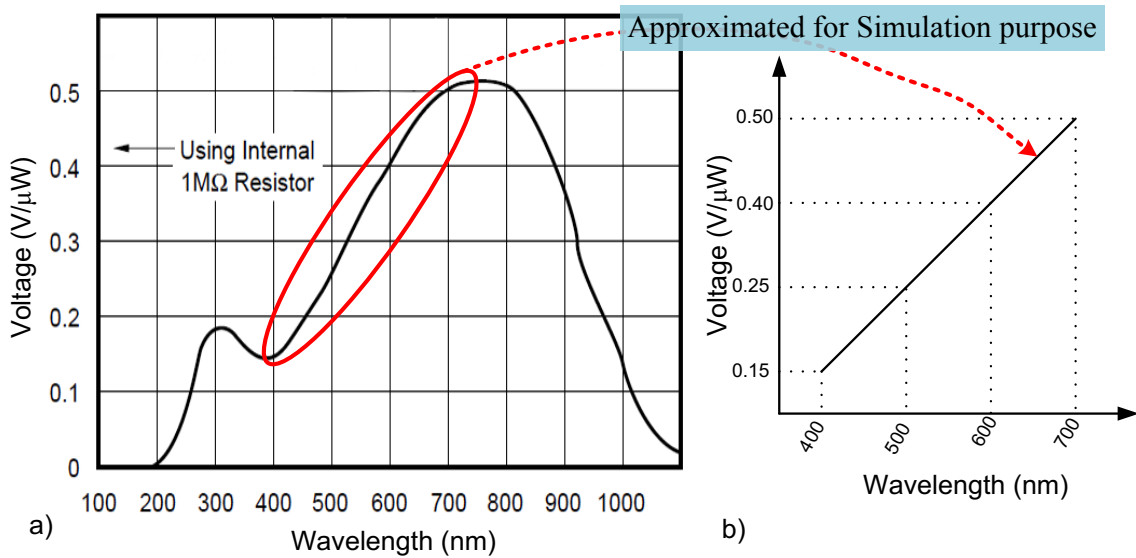 Approximated for Simulation purpose
Voltage (V/μW)
0.5
0.4
0.3
0.2
0.1
0
Using Internal
1MΩ Resistor
100 200 300 400 500 600 700 800 900 1000
Wavelength (nm)
a)
Voltage (V/μW)
0.50
0.40
0.25
0.15
400 500 600 700
Wavelength (nm)
b)